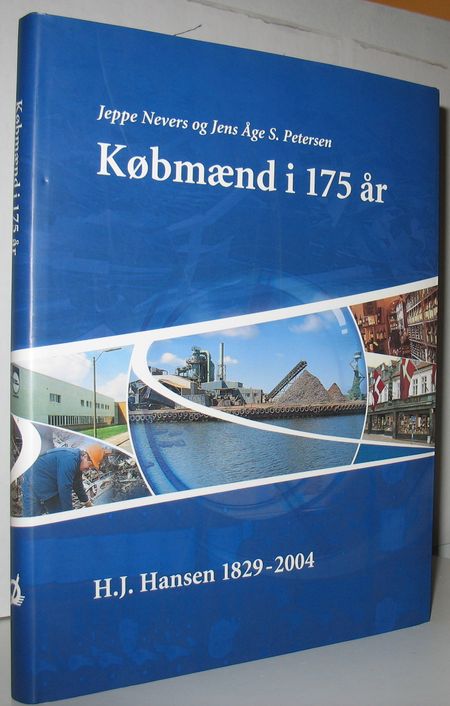 Jeppe Nevers og Jens Åge S. Petersen
Købmænd i 175 år
H.J. Hansen 1829-2004
Købmænd i 175 år